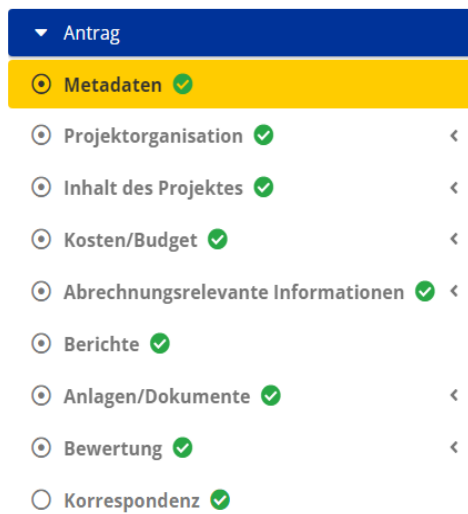 Antrag
Metadaten
Projektorganisation
Inhalt des Projektes
Kosten/Budget
Abrechnungsrelevante Informationen
Berichte
Anlagen/Dokumente
Bewertung
Korrespondenz